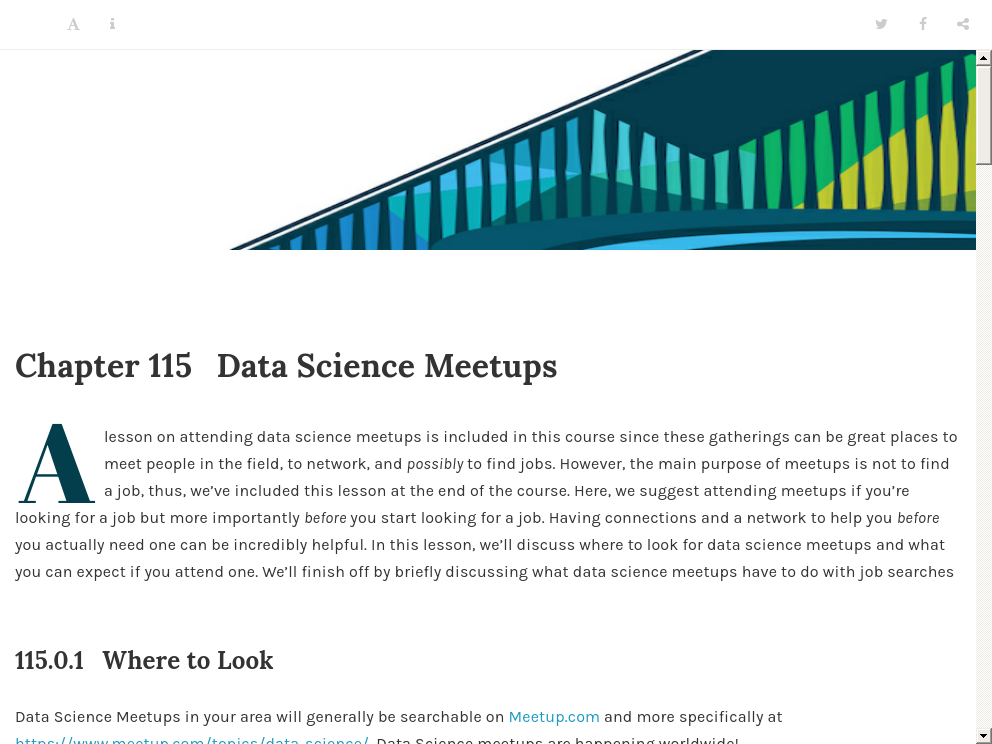 Chapter 115 Data Science Meetups
A lesson on attending data science meetups is included in this course since these gatherings can be great places to
meet people in the field, to network, and possibly to find jobs. However, the main purpose of meetups is not to find
a job, thus, we’ve included this lesson at the end of the course. Here, we suggest attending meetups if you’re
looking for a job but more importantly before you start looking for a job. Having connections and a network to help you before
you actually need one can be incredibly helpful. In this lesson, we’ll discuss where to look for data science meetups and what
you can expect if you attend one. We’ll finish off by briefly discussing what data science meetups have to do with job searches
115.0.1 Where to Look
Data Science Meetups in your area will generally be searchable on Meetup.com and more specifically at
https://www.meetup.com/topics/data-science/. Data Science meetups are happening worldwide!